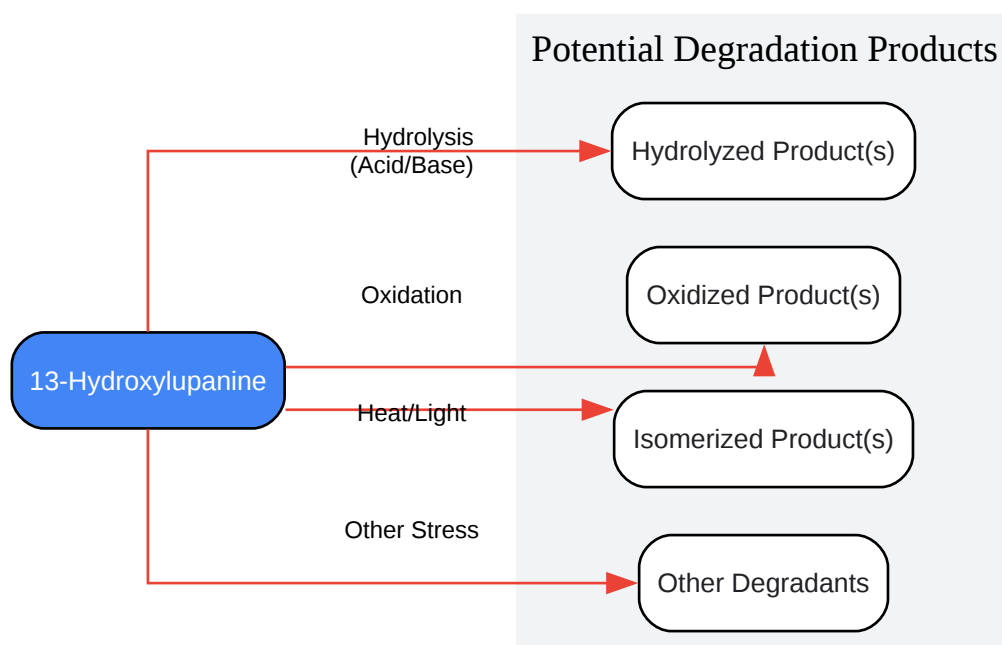 Potential Degradation Products
Hydrolysis
(Acid/Base)
Hydrolyzed Product(s)
Oxidation
Oxidized Product(s)
13-Hydroxylupanine
Heat/Light
Isomerized Product(s)
Other Stress
Other Degradants